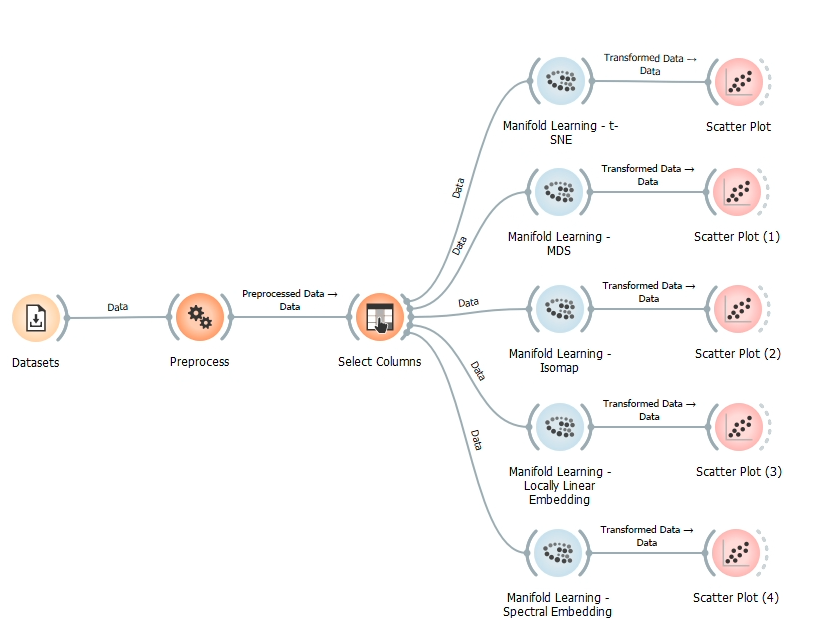 Transformed Data →
Data
Manifold Learning - t-
SNE
Scatter Plot
Data
Transformed Data →
Data
Manifold Learning -
MDS
Scatter Plot (1)
Data
Data
Datasets
Preprocess
Preprocessed Data →
Data
Select Columns
Data
Transformed Data →
Data
Manifold Learning -
Isomap
Scatter Plot (2)
Data
Transformed Data →
Data
Manifold Learning -
Locally Linear
Embedding
Scatter Plot (3)
Data
Transformed Data →
Data
Manifold Learning -
Spectral Embedding
Scatter Plot (4)